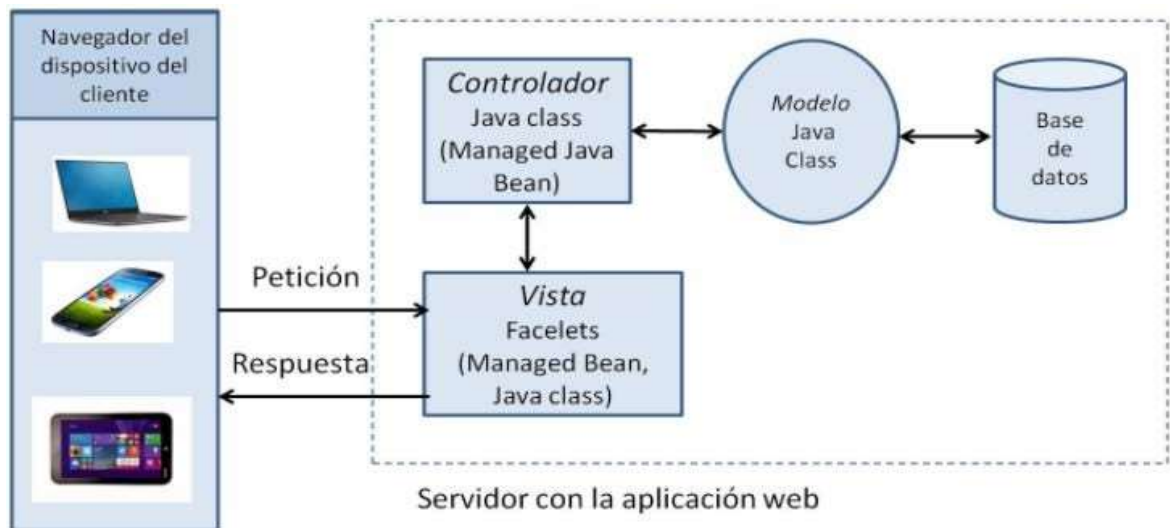 Navegador del
dispositivo del
cliente
Petición
Respuesta
Controlador
Java class
(Managed Java
Bean)
Modelo
Java
Class
Base
de
datos
Vista
Facelets
(Managed Bean,
Java class)
Servidor con la aplicación web